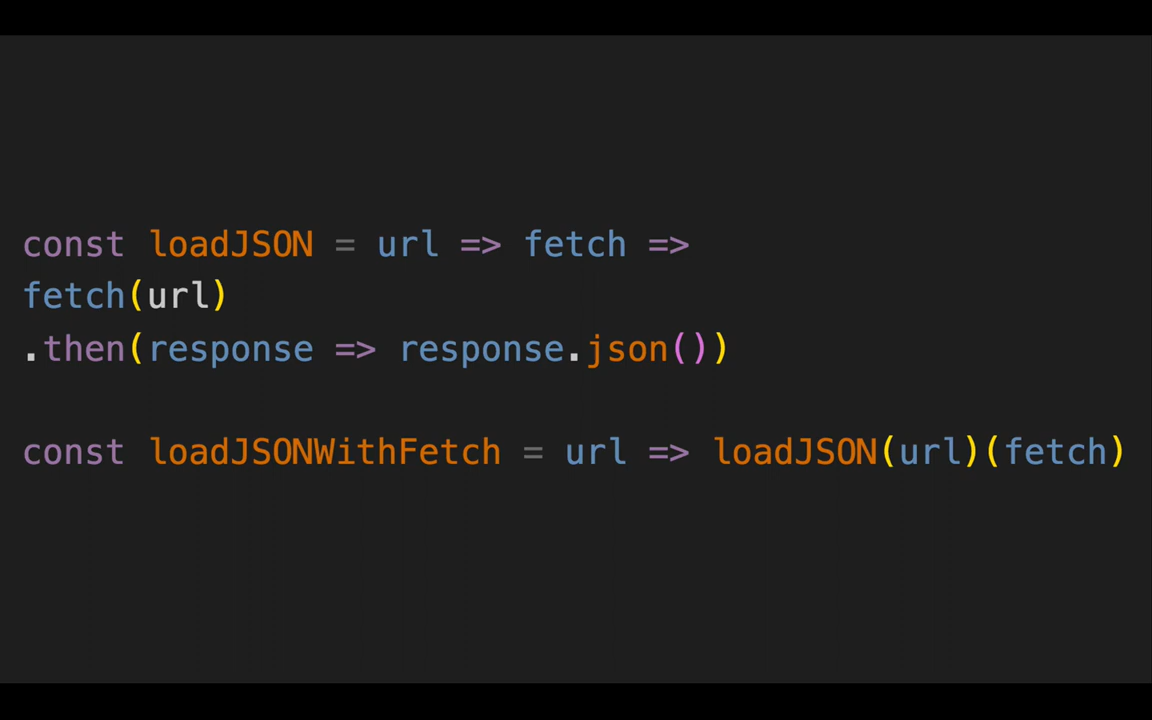 const loadJSON = url => fetch =>
fetch(url)
.then(response => response.json())
const loadJSONWithFetch = url => loadJSON(url)(fetch)